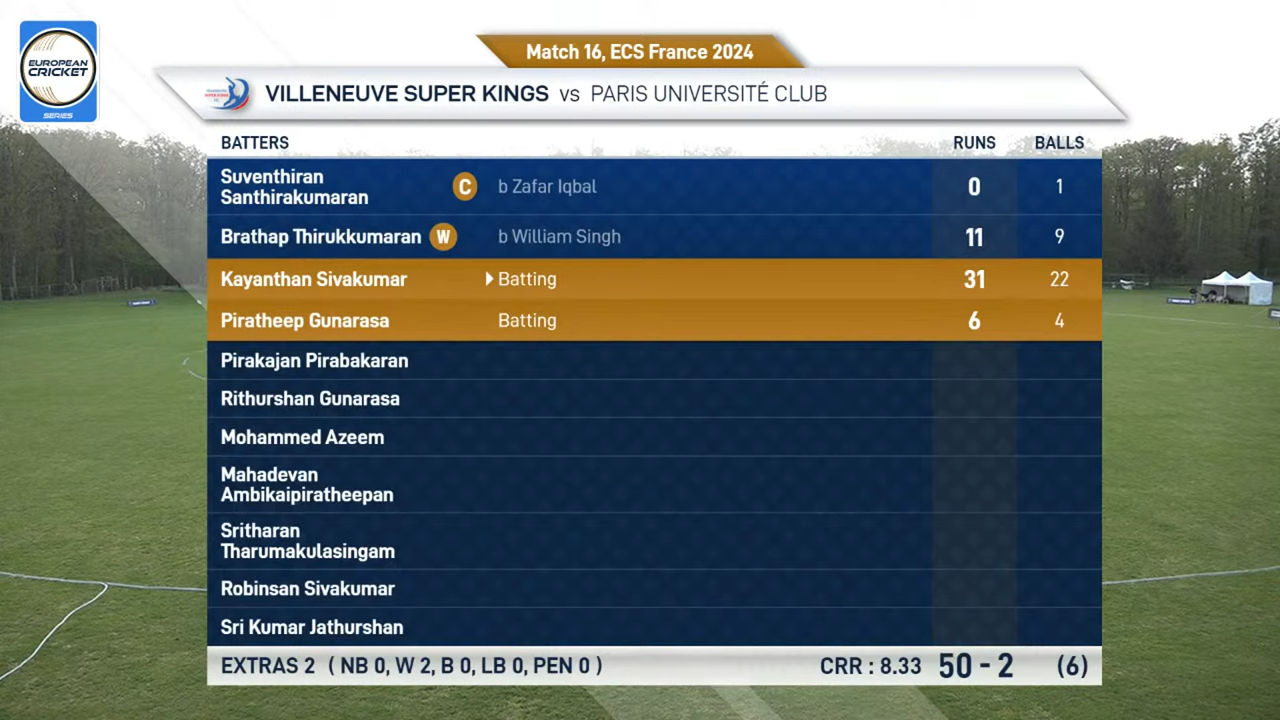 EUROPEAN
CRICKET
SERIES
Match 16, ECS France 2024
VILLENEUVE SUPER KINGS vs PARIS UNIVERSITÉ CLUB
BATTERS RUNS BALLS
Suventhiran
Santhirakumaran C b Zafar Iqbal 0 1
Brathap Thirukkumaran W b William Singh 11 9
Kayanthan Sivakumar Batting 31 22
Piratheep Gunarasa Batting 6 4
Pirakajan Pirabakaran
Rithurshan Gunarasa
Mohammed Azeem
Mahadevan
Ambikaipiratheepan
Sritharan
Tharumakulasingam
Robinsan Sivakumar
Sri Kumar Jathurshan
EXTRAS 2 ( NB 0, W 2, B 0, LB 0, PEN 0 ) CRR : 8.33 50 - 2 (6)